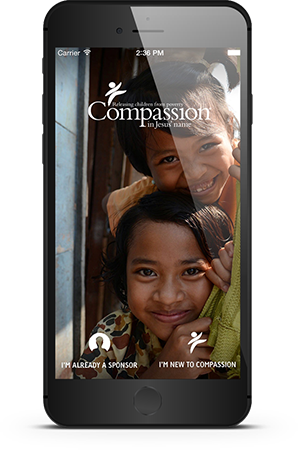 Carrier 2:36 PM
Releasing children from poverty
Compassion
in Jesus' name
I'M ALREADY A SPONSOR I'M NEW TO COMPASSION